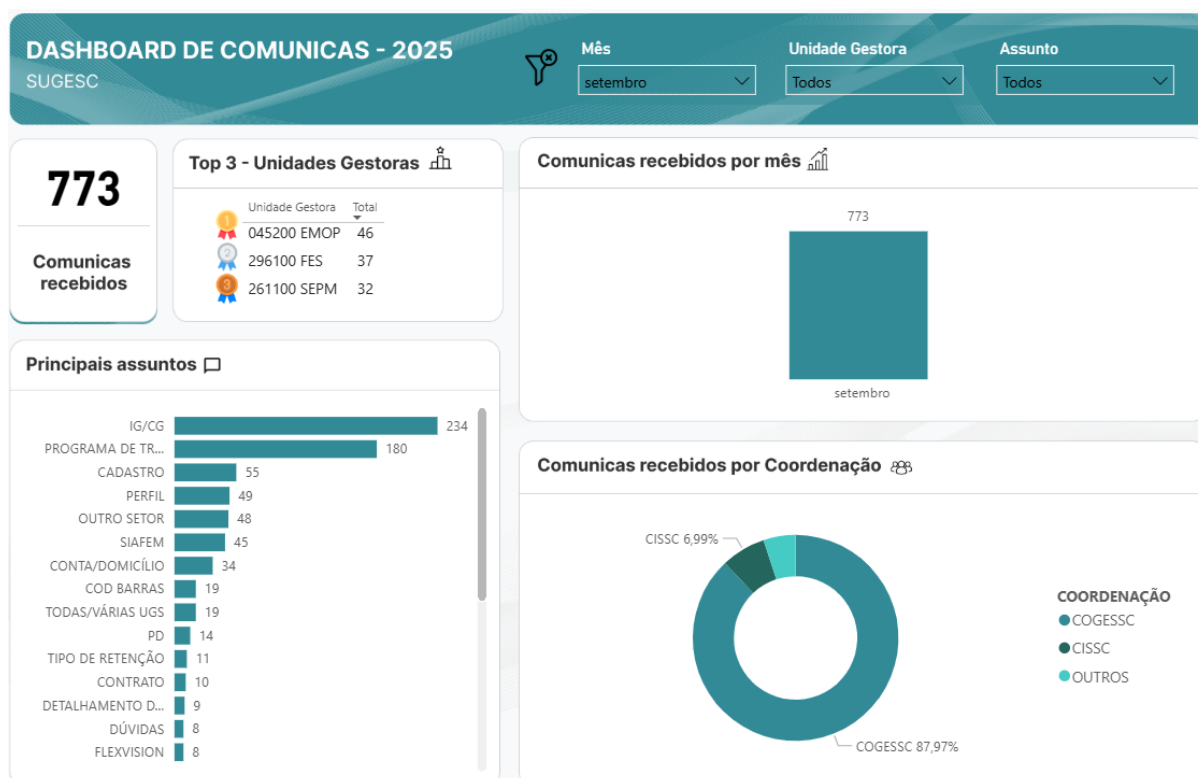 DASHBOARD DE COMUNICAS - 2025
SUGESC
Mês
setembro
Unidade Gestora
Todos
Assunto
Todos
773
Comunicas
recebidos
Top 3 - Unidades Gestoras
Unidade Gestora Total
1 045200 EMOP 46
2 296100 FES 37
3 261100 SEPM 32
Comunicas recebidos por mês
773
setembro
Principais assuntos
IG/CG 234
PROGRAMA DE TR... 180
CADASTRO 55
PERFIL 49
OUTRO SETOR 48
SIAFEM 45
CONTA/DOMICÍLIO 34
COD BARRAS 19
TODAS/VÁRIAS UGS 19
PD 14
TIPO DE RETENÇÃO 11
CONTRATO 10
DETALHAMENTO D... 9
DÚVIDAS 8
FLEXVISION 8
Comunicas recebidos por Coordenação
CISSC 6,99%
COGESSC 87,97%
COORDENAÇÃO
COGESSC
CISSC
OUTROS